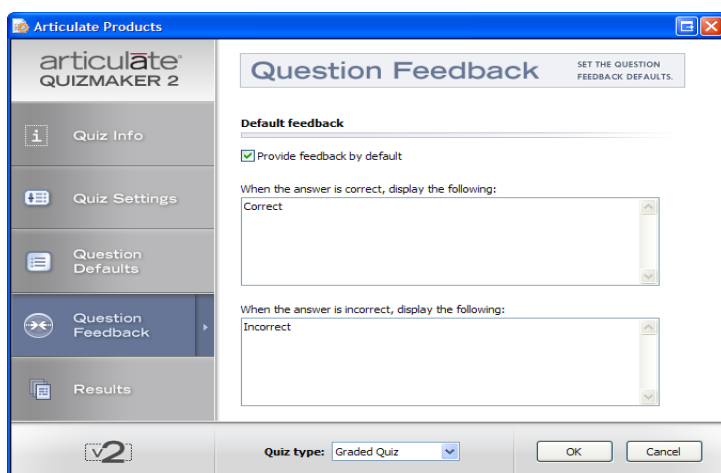 Articulate Products
articulāte®
QUIZMAKER 2
Question Feedback
SET THE QUESTION
FEEDBACK DEFAULTS.
i
Quiz Info
Quiz Settings
Question
Defaults
Question
Feedback
Results
Default feedback
Provide feedback by default
When the answer is correct, display the following:
Correct
When the answer is incorrect, display the following:
Incorrect
v2
Quiz type: Graded Quiz
OK
Cancel